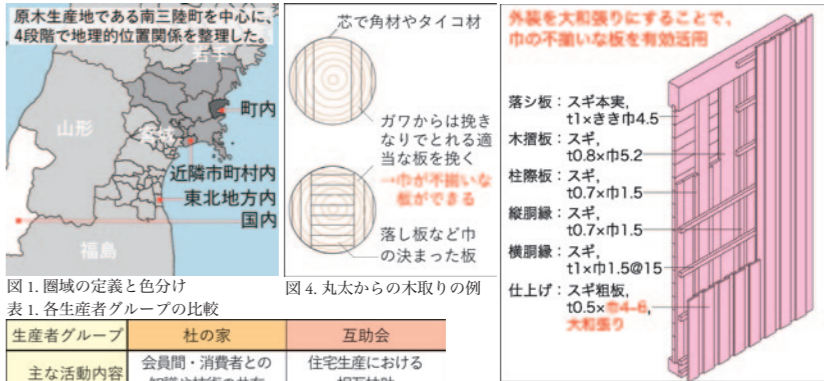 原木生産地である南三陸町を中心に、
4段階で地理的位置関係を整理した。
岩手
山形
宮城
町内
近隣市町村内
東北地方内
国内
福島
図 1. 圏域の定義と色分け
芯で角材やタイコ材
ガワからは挽き
なりでとれる適
当な板を挽く
→巾が不揃いな
板ができる
落し板など巾
の決まった板
図 4. 丸太からの木取りの例
外装を大和張りにすることで、
巾の不揃いな板を有効活用
落シ板：スギ本実,
t1×きき巾4.5
木摺板：スギ,
t0.8×巾5.2
柱際板：スギ,
t0.7×巾1.5
縦胴縁：スギ,
t0.7×巾1.5
横胴縁：スギ,
t1×巾1.5@15
仕上げ：スギ粗板,
t0.5×巾4-6,
大和張り
表 1. 各生産者グループの比較
生産者グループ 杜の家 互助会
主な活動内容 会員間・消費者との 住宅生産における